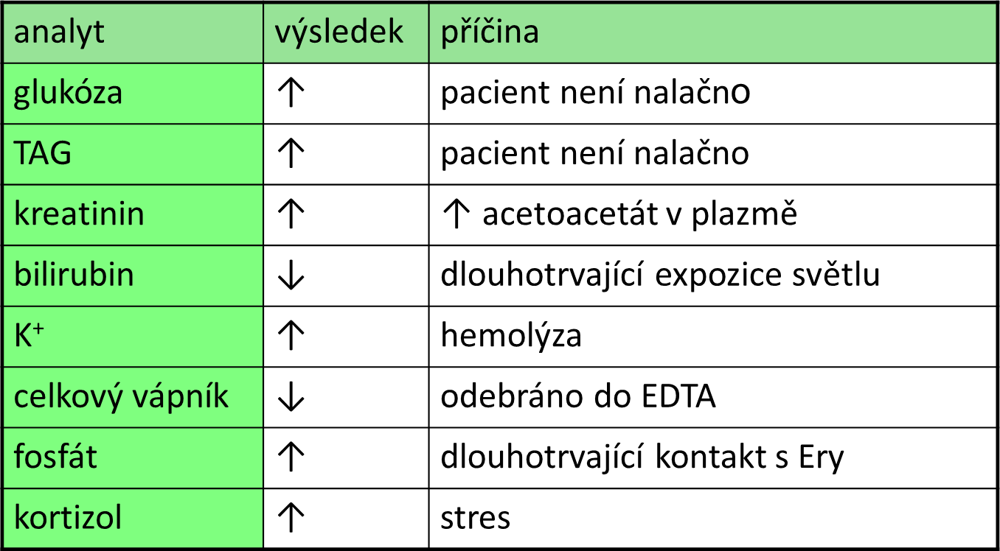 analyt výsledek příčina
glukóza ↑ pacient není nalačno
TAG ↑ pacient není nalačno
kreatinin ↑ ↑ acetoacetát v plazmě
bilirubin ↓ dlouhotrvající expozice světlu
K⁺ ↑ hemolýza
celkový vápník ↓ odebráno do EDTA
fosfát ↑ dlouhotrvající kontakt s Ery
kortizol ↑ stres